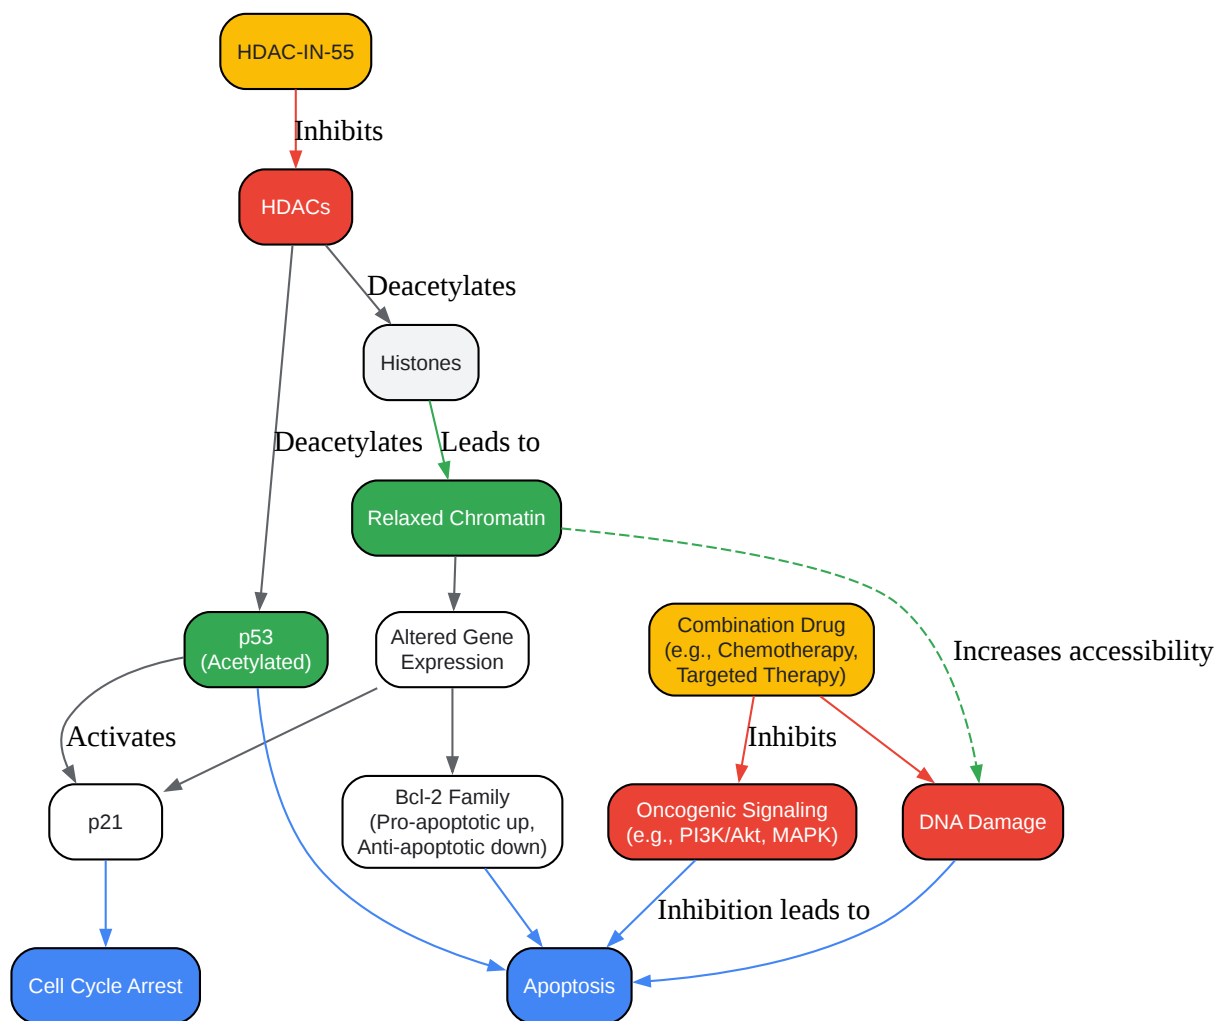 HDAC-IN-55
Inhibits
HDACs
Deacetylates
Histones
Deacetylates
Leads to
Relaxed Chromatin
p53
(Acetylated)
Altered Gene
Expression
Combination Drug
(e.g., Chemotherapy,
Targeted Therapy)
Increases accessibility
Activates
Inhibits
p21
Bcl-2 Family
(Pro-apoptotic up,
Anti-apoptotic down)
Oncogenic Signaling
(e.g., PI3K/Akt, MAPK)
DNA Damage
Inhibition leads to
Cell Cycle Arrest
Apoptosis